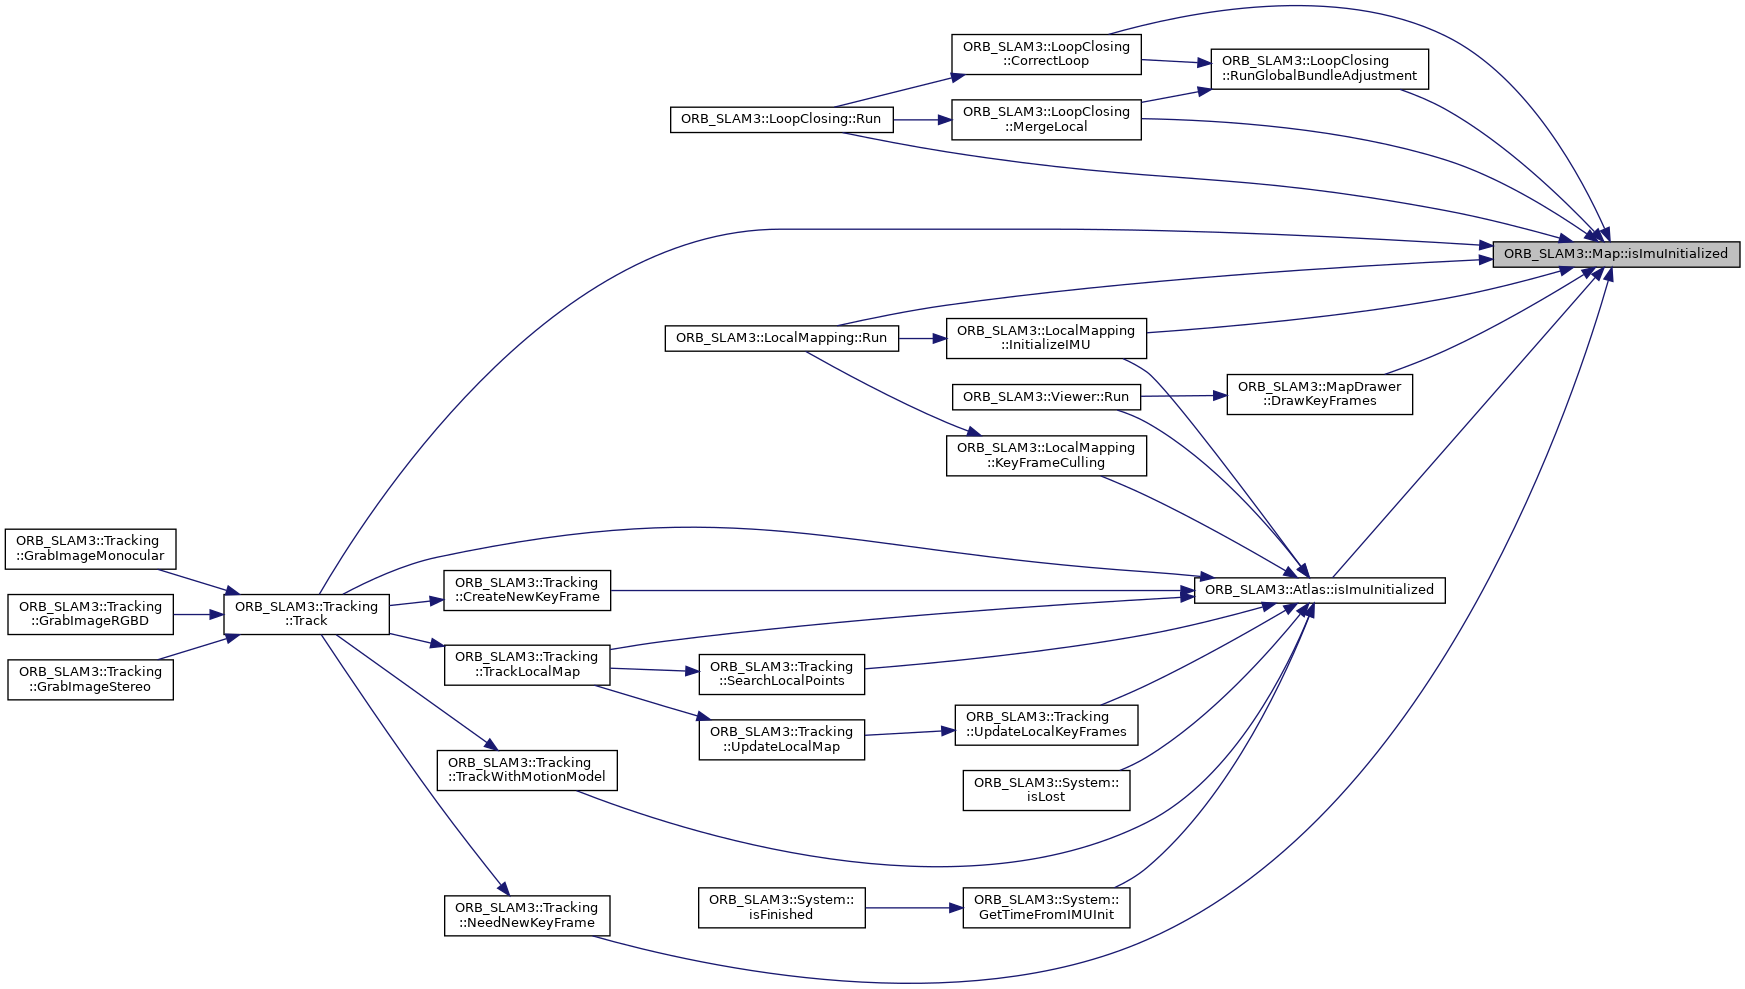 ORB_SLAM3::LoopClosing
::CorrectLoop
ORB_SLAM3::LoopClosing
::RunGlobalBundleAdjustment
ORB_SLAM3::LoopClosing::Run
ORB_SLAM3::LoopClosing
::MergeLocal
ORB_SLAM3::Map::isImuInitialized
ORB_SLAM3::LocalMapping::Run
ORB_SLAM3::LocalMapping
::InitializeIMU
ORB_SLAM3::MapDrawer
::DrawKeyFrames
ORB_SLAM3::Viewer::Run
ORB_SLAM3::LocalMapping
::KeyFrameCulling
ORB_SLAM3::Tracking
::GrabImageMonocular
ORB_SLAM3::Tracking
::GrabImageRGBD
ORB_SLAM3::Tracking
::GrabImageStereo
ORB_SLAM3::Tracking
::Track
ORB_SLAM3::Tracking
::CreateNewKeyFrame
ORB_SLAM3::Atlas::isImuInitialized
ORB_SLAM3::Tracking
::TrackLocalMap
ORB_SLAM3::Tracking
::SearchLocalPoints
ORB_SLAM3::Tracking
::UpdateLocalMap
ORB_SLAM3::Tracking
::UpdateLocalKeyFrames
ORB_SLAM3::Tracking
::TrackWithMotionModel
ORB_SLAM3::System::
isLost
ORB_SLAM3::Tracking
::NeedNewKeyFrame
ORB_SLAM3::System::
isFinished
ORB_SLAM3::System::
GetTimeFromIMUInit